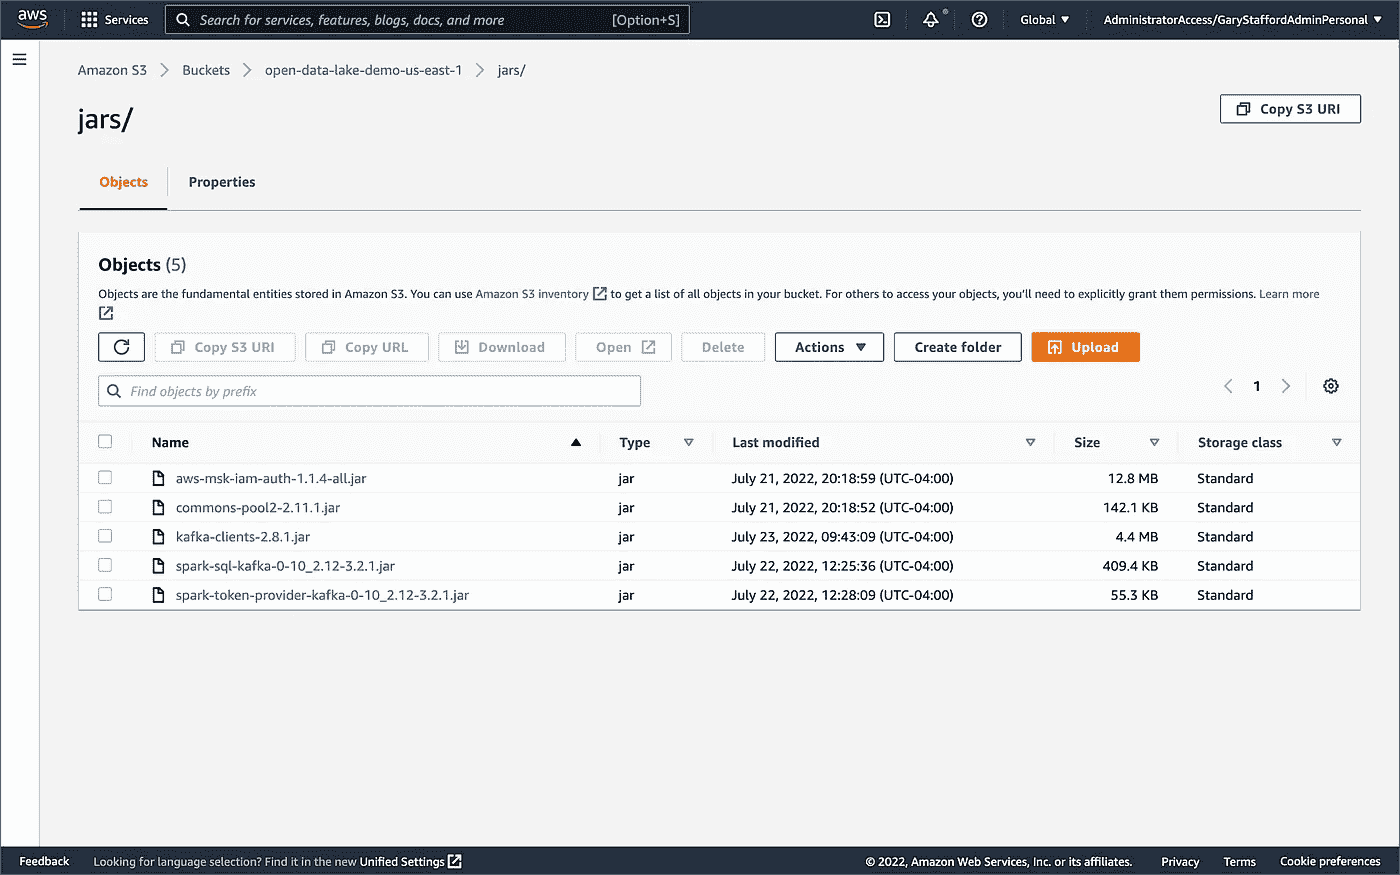 aws Services Search for services, features, blogs, docs, and more [Option+S] Global ▼ AdministratorAccess/GaryStaffordAdminPersonal ▼
Amazon S3 > Buckets > open-data-lake-demo-us-east-1 > jars/
jars/ Copy S3 URI
Objects Properties
Objects (5)
Objects are the fundamental entities stored in Amazon S3. You can use Amazon S3 inventory to get a list of all objects in your bucket. For others to access your objects, you'll need to explicitly grant them permissions. Learn more
Copy S3 URI Copy URL Download Open Delete Actions ▼ Create folder Upload
Find objects by prefix < 1 >
Name ▲ Type ▽ Last modified ▽ Size ▽ Storage class ▽
aws-msk-iam-auth-1.1.4-all.jar jar July 21, 2022, 20:18:59 (UTC-04:00) 12.8 MB Standard
commons-pool2-2.11.1.jar jar July 21, 2022, 20:18:52 (UTC-04:00) 142.1 KB Standard
kafka-clients-2.8.1.jar jar July 23, 2022, 09:43:09 (UTC-04:00) 4.4 MB Standard
spark-sql-kafka-0-10_2.12-3.2.1.jar jar July 22, 2022, 12:25:36 (UTC-04:00) 409.4 KB Standard
spark-token-provider-kafka-0-10_2.12-3.2.1.jar jar July 22, 2022, 12:28:09 (UTC-04:00) 55.3 KB Standard
Feedback Looking for language selection? Find it in the new Unified Settings © 2022, Amazon Web Services, Inc. or its affiliates. Privacy Terms Cookie preferences